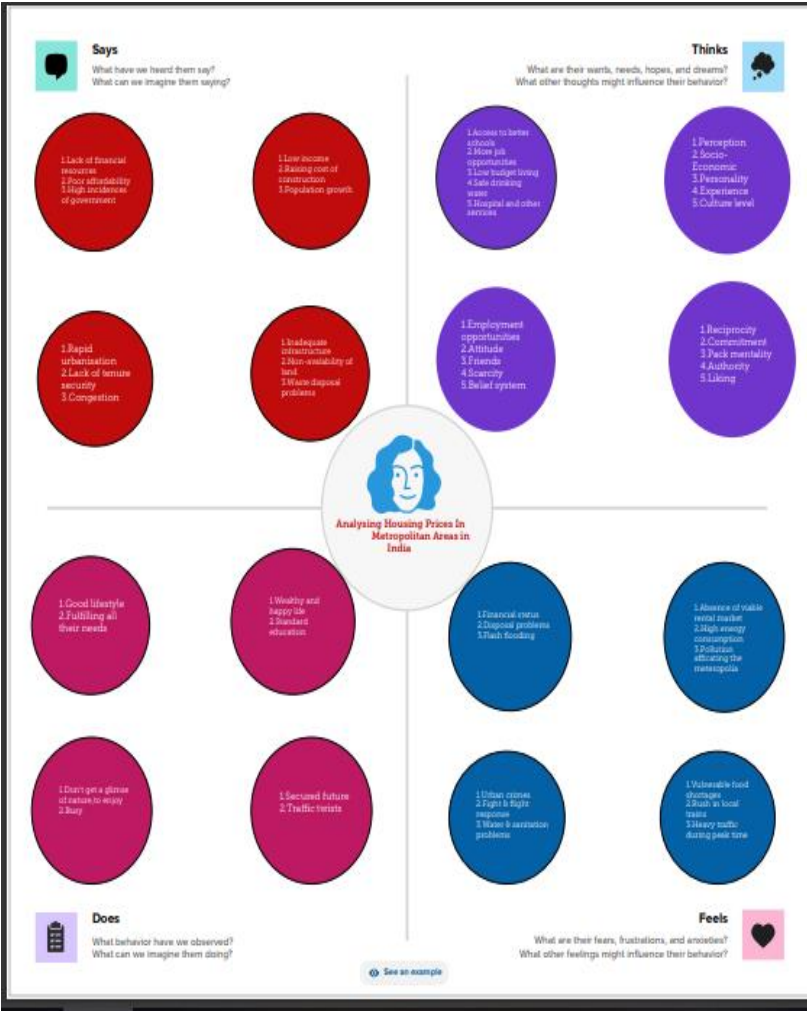 Says
What have we heard them say?
What can we imagine them saying?
Thinks
What are their wants, needs, hopes, and dreams?
What other thoughts might influence their behavior?
1.Lack of financial
resources
2.Poor affordability
3.High incidences
of government
1.Low income
2.Raising cost of
construction
3.Population growth
1.Access to better
schools
2.More job
opportunities
3.Low budget living
4.Safe drinking
water
5.Hospital and other
services
1.Perception
2.Socio-
Economic
3.Personality
4.Experience
5.Culture level
1.Rapid
urbanisation
2.Lack of tenure
security
3.Congestion
1.Inadequate
infrastructure
2.Non-availability of
land
3.Waste disposal
problems
1.Employment
opportunities
2.Attitude
3.Friends
4.Scarcity
5.Belief system
1.Reciprocity
2.Commitment
3.Pack mentality
4.Authority
5.Liking
Analysing Housing Prices In
Metropolitan Areas in
India
1.Good lifestyle
2.Fulfilling all
their needs
1.Wealthy and
happy life
2.Standard
education
1.Financial status
2.Disposal problems
3.Flash flooding
1.Absence of viable
rental market
2.High energy
consumption
3.Pollution
afficating the
meteropolis
1.Don't get a glimse
of nature,to enjoy
2.Busy
1.Secured future
2.Traffic twists
1.Urban crimes
2.Fight & flight
response
3.Water & sanitation
problems
1.Vulnerable food
shortages
2.Rush in local
trains
3.Heavy traffic
during peak time
Does
What behavior have we observed?
What can we imagine them doing?
Feels
What are their fears, frustrations, and anxieties?
What other feelings might influence their behavior?
See an example